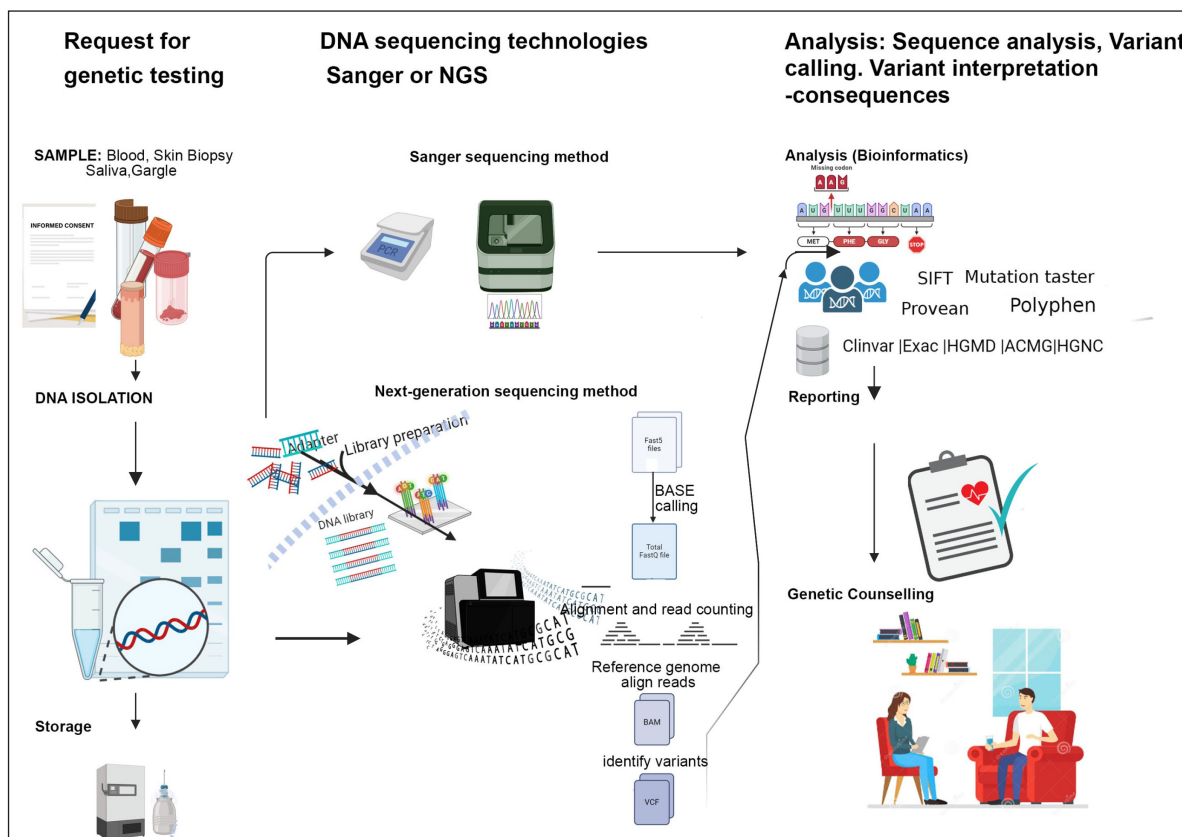 Request for
genetic testing
SAMPLE: Blood, Skin Biopsy
Saliva,Gargle
INFORMED CONSENT
DNA ISOLATION
Storage
DNA sequencing technologies
Sanger or NGS
Sanger sequencing method
PCR
Next-generation sequencing method
Adapter
Library preparation
DNA library
Fast5
files
BASE
calling
Total
FastQ file
Alignment and read counting
Reference genome
align reads
BAM
identify variants
VCF
Analysis: Sequence analysis, Variant
calling. Variant interpretation
-consequences
Analysis (Bioinformatics)
Missing codon
A A G
A U G U U U G G C U A A
MET PHE GLY STOP
SIFT Mutation taster
Provean Polyphen
Clinvar |Exac |HGMD |ACMG|HGNC
Reporting
Genetic Counselling